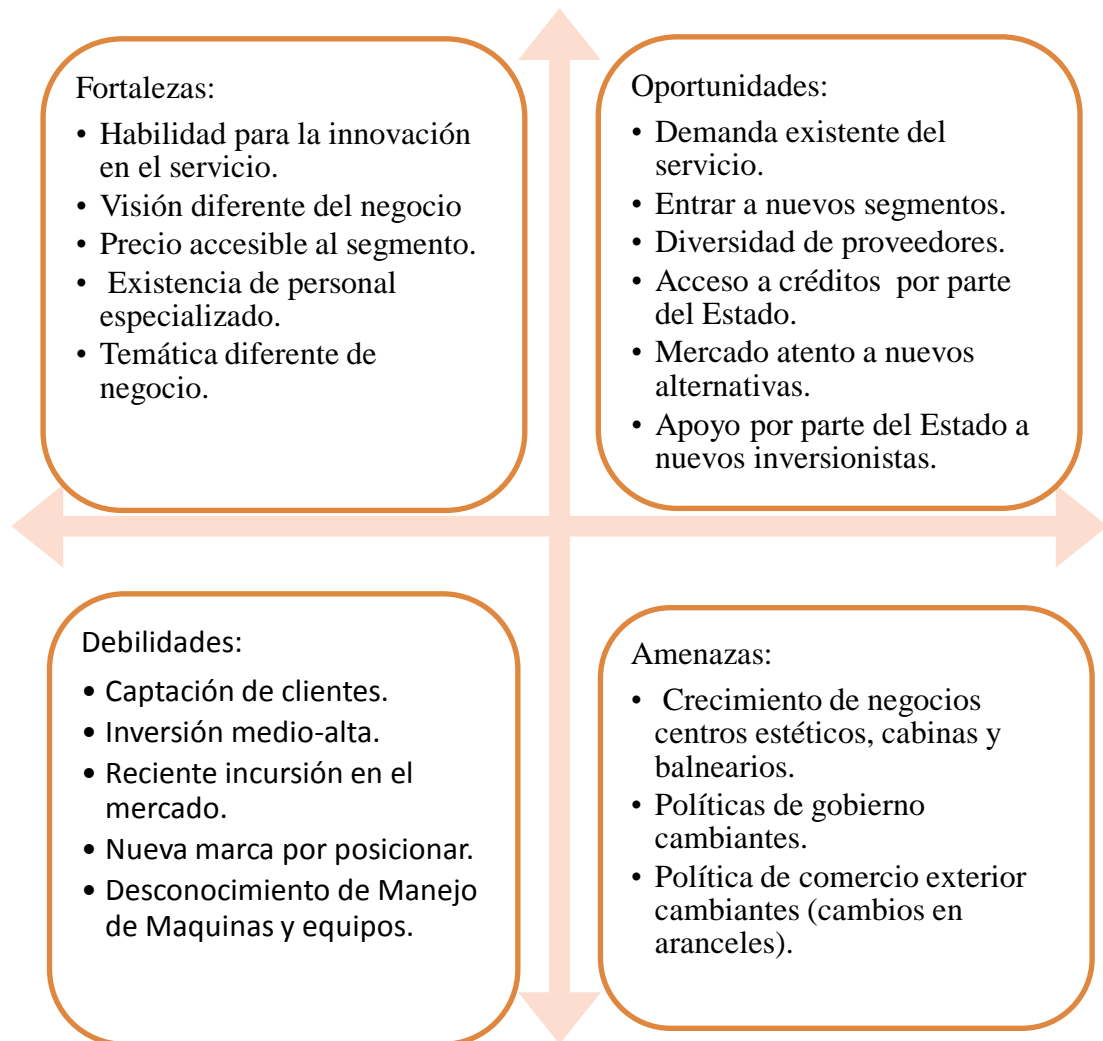 Fortalezas:
• Habilidad para la innovación
en el servicio.
• Visión diferente del negocio
• Precio accesible al segmento.
• Existencia de personal
especializado.
• Temática diferente de
negocio.
Oportunidades:
• Demanda existente del
servicio.
• Entrar a nuevos segmentos.
• Diversidad de proveedores.
• Acceso a créditos por parte
del Estado.
• Mercado atento a nuevos
alternativas.
• Apoyo por parte del Estado a
nuevos inversionistas.
Debilidades:
• Captación de clientes.
• Inversión medio-alta.
• Reciente incursión en el
mercado.
• Nueva marca por posicionar.
• Desconocimiento de Manejo
de Maquinas y equipos.
Amenazas:
• Crecimiento de negocios
centros estéticos, cabinas y
balnearios.
• Políticas de gobierno
cambiantes.
• Política de comercio exterior
cambiantes (cambios en
aranceles).